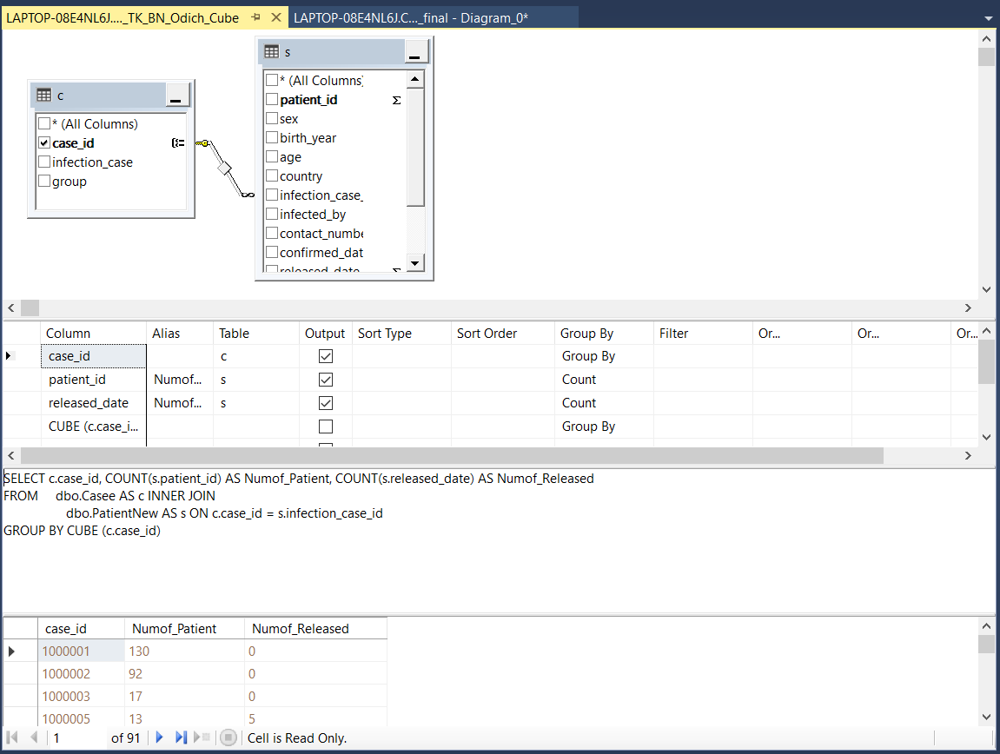 LAPTOP-08E4NL6J...._TK_BN_Odich_Cube LAPTOP-08E4NL6J.C..._final - Diagram_0*
s
* (All Columns)
patient_id
sex
birth_year
age
country
infection_case_
infected_by
contact_numbe
confirmed_dat
released_date
c
* (All Columns)
case_id
infection_case
group
Column Alias Table Output Sort Type Sort Order Group By Filter Or... Or... Or...
case_id c Group By
patient_id Numof... s Count
released_date Numof... s Count
CUBE (c.case_i... Group By
SELECT c.case_id, COUNT(s.patient_id) AS Numof_Patient, COUNT(s.released_date) AS Numof_Released
FROM dbo.Casee AS c INNER JOIN
dbo.PatientNew AS s ON c.case_id = s.infection_case_id
GROUP BY CUBE (c.case_id)
case_id Numof_Patient Numof_Released
1000001 130 0
1000002 92 0
1000003 17 0
1000005 13 5
1 of 91 Cell is Read Only.